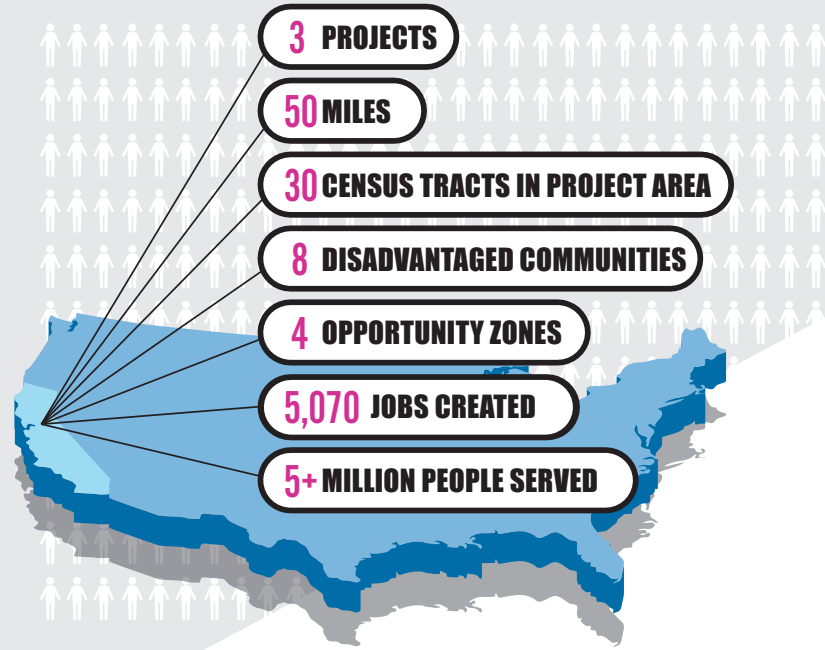 3 PROJECTS
50 MILES
30 CENSUS TRACTS IN PROJECT AREA
8 DISADVANTAGED COMMUNITIES
4 OPPORTUNITY ZONES
5,070 JOBS CREATED
5+ MILLION PEOPLE SERVED